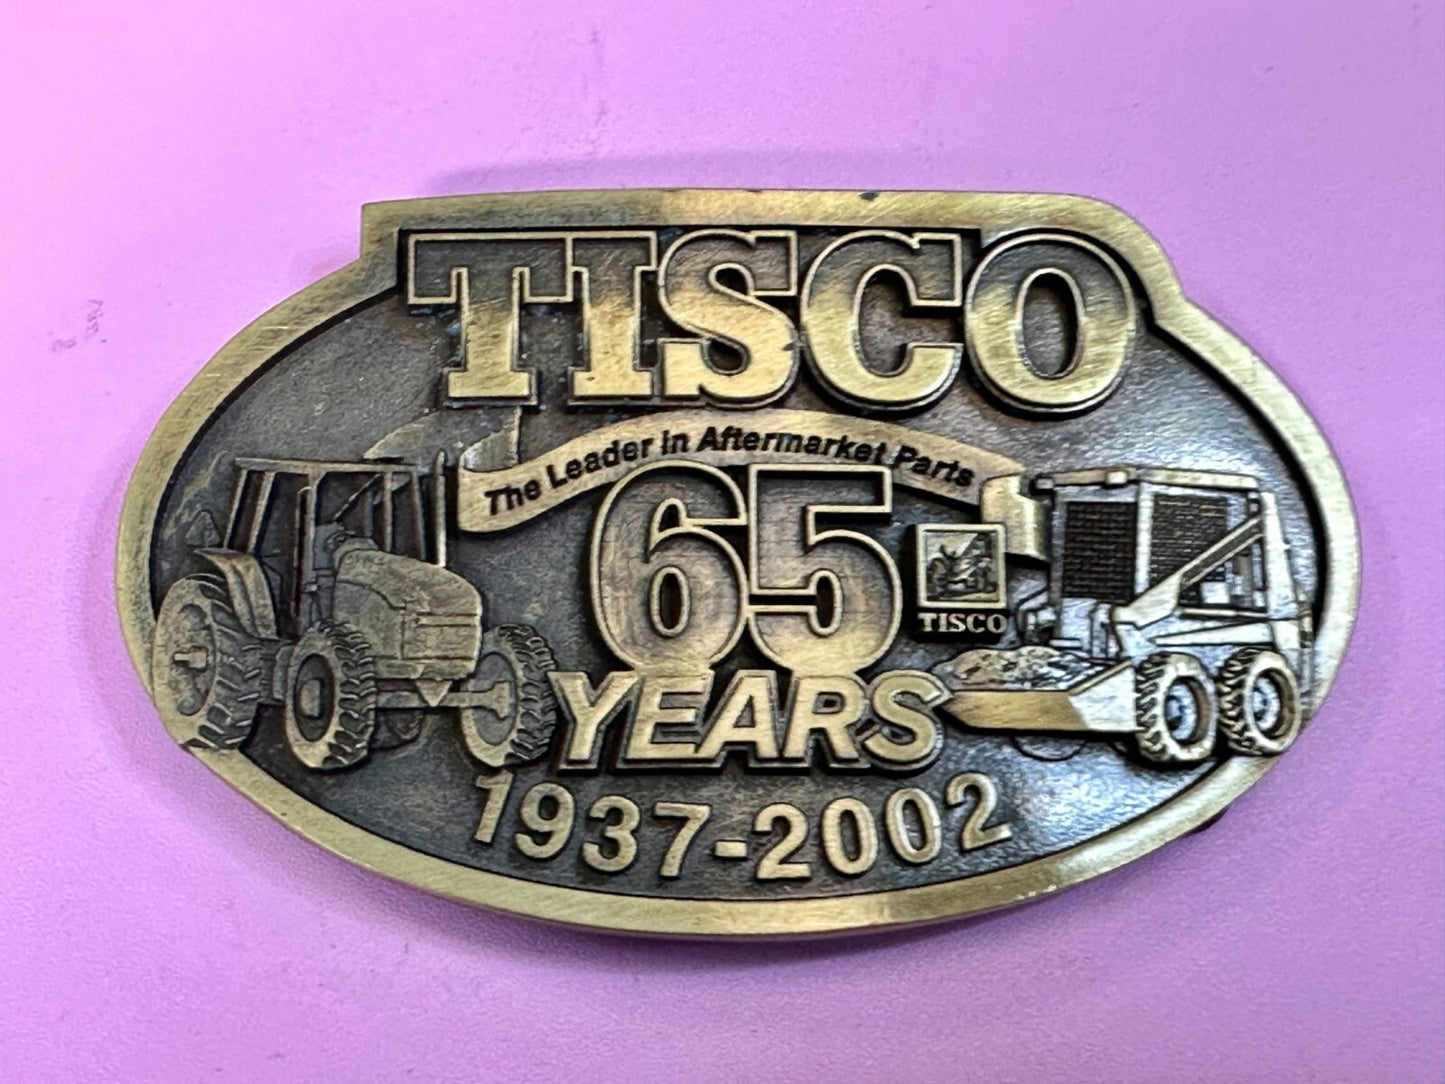 TISCO
The Leader in Aftermarket Parts
65
TISCO
YEARS
1937-2002